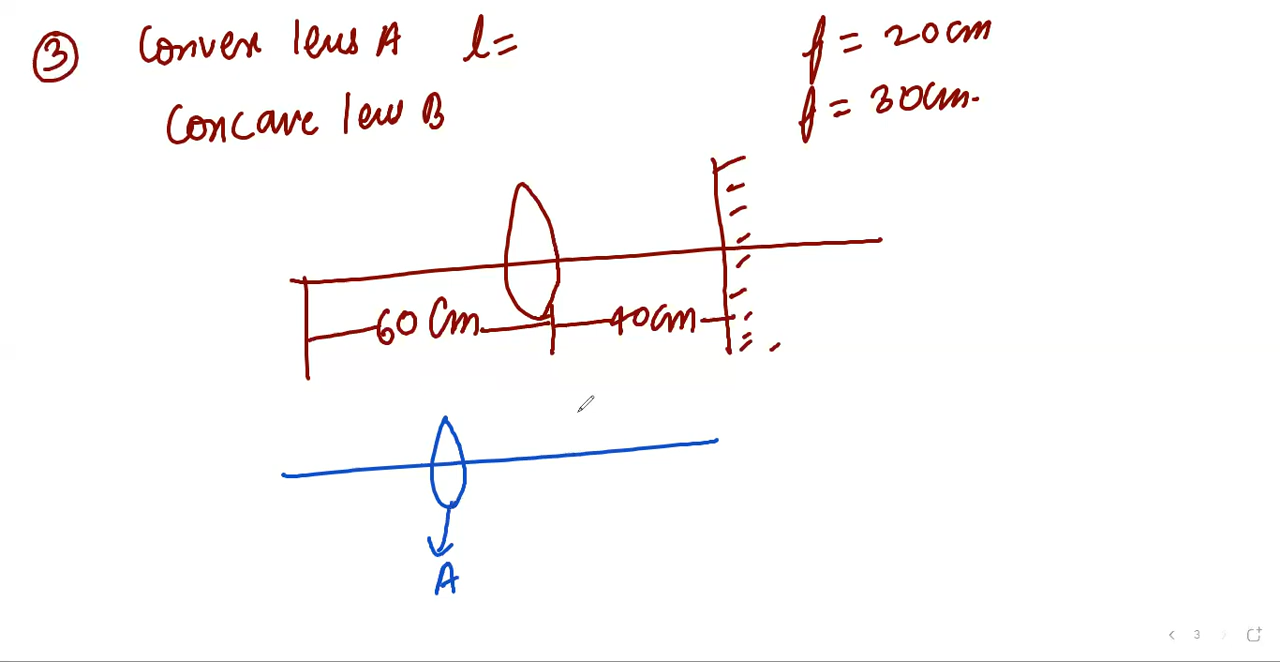 ③ Convex lens A l= f = 20cm
Concave lens B f = 30cm.
60 Cm 40cm
A
3